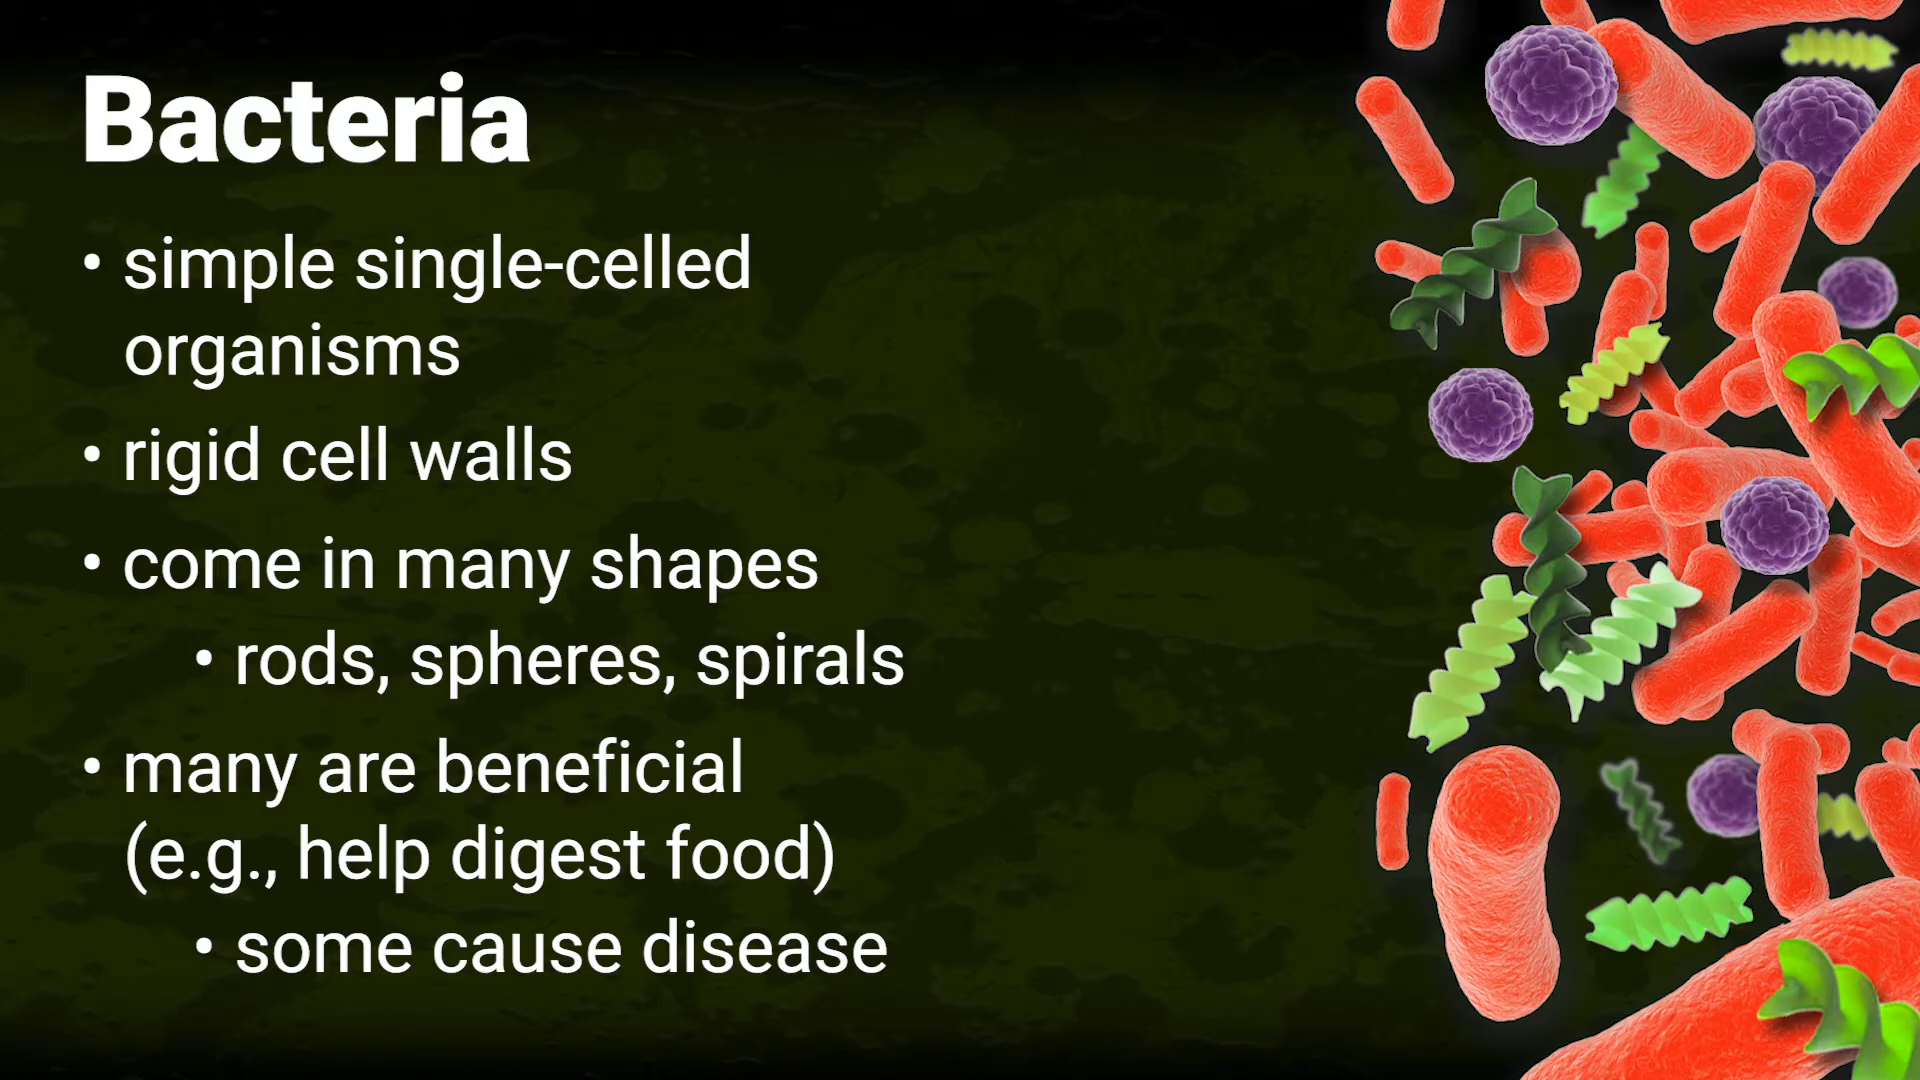 Bacteria
• simple single-celled
organisms
• rigid cell walls
• come in many shapes
• rods, spheres, spirals
• many are beneficial
(e.g., help digest food)
• some cause disease